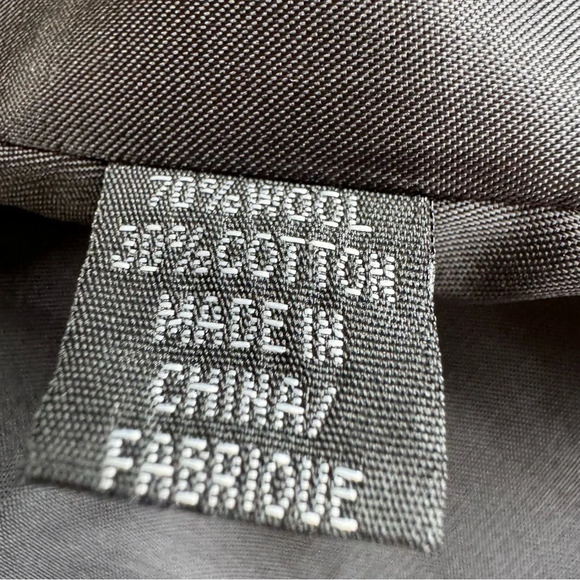 70% WOOL
30% COTTON
MADE IN
CHINA/
FABRIQUE